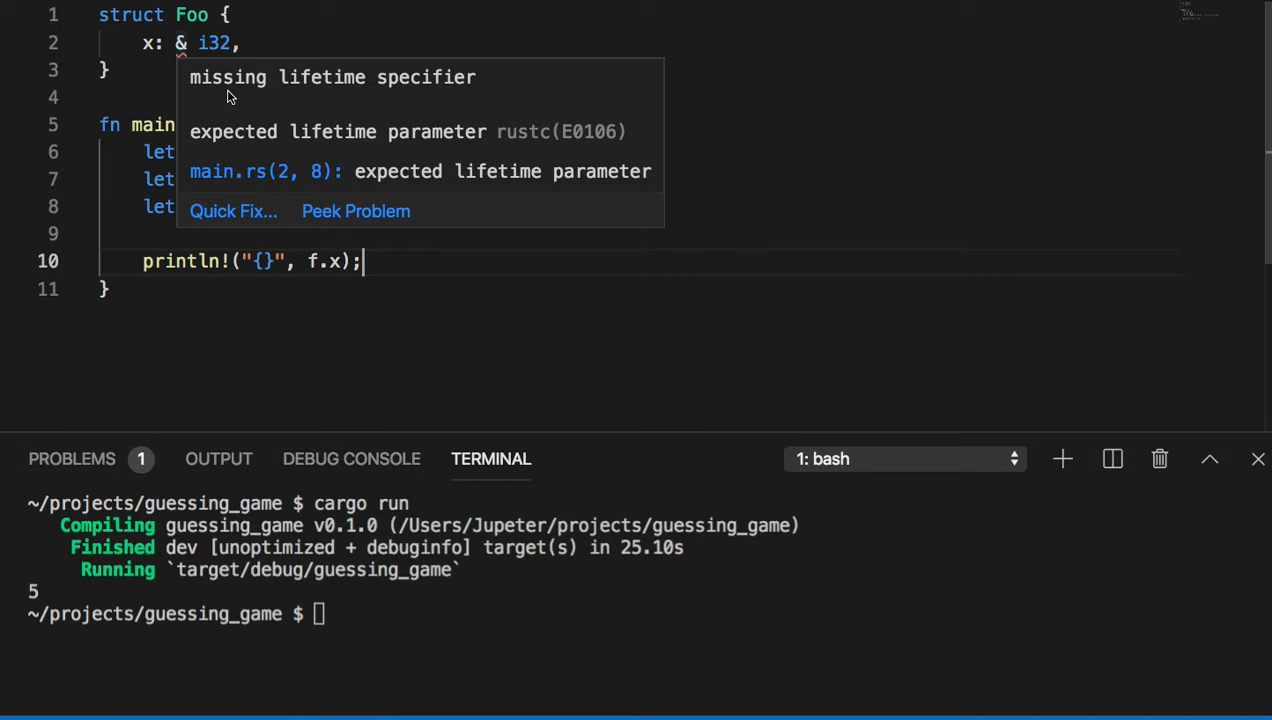 1 struct Foo {
2 x: & i32,
3 }
missing lifetime specifier
4
5 fn main
expected lifetime parameter rustc(E0106)
6 let
main.rs(2, 8): expected lifetime parameter
7 let
8 let
Quick Fix... Peek Problem
9
10 println!("{}", f.x);
11 }
PROBLEMS 1 OUTPUT DEBUG CONSOLE TERMINAL 1: bash
~/projects/guessing_game $ cargo run
Compiling guessing_game v0.1.0 (/Users/Jupeter/projects/guessing_game)
Finished dev [unoptimized + debuginfo] target(s) in 25.10s
Running `target/debug/guessing_game`
5
~/projects/guessing_game $